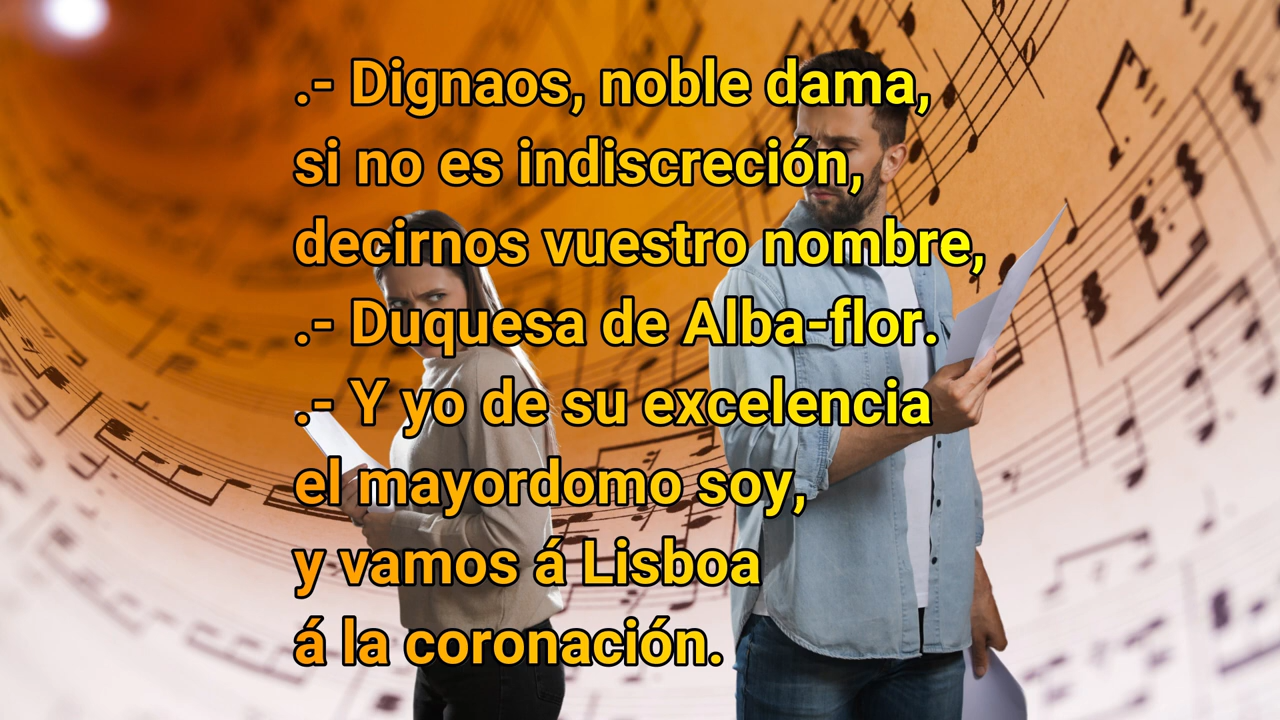 .- Dignaos, noble dama,
si no es indiscreción,
decirnos vuestro nombre,
.- Duquesa de Alba-flor.
.- Y yo de su excelencia
el mayordomo soy,
y vamos á Lisboa
á la coronación.